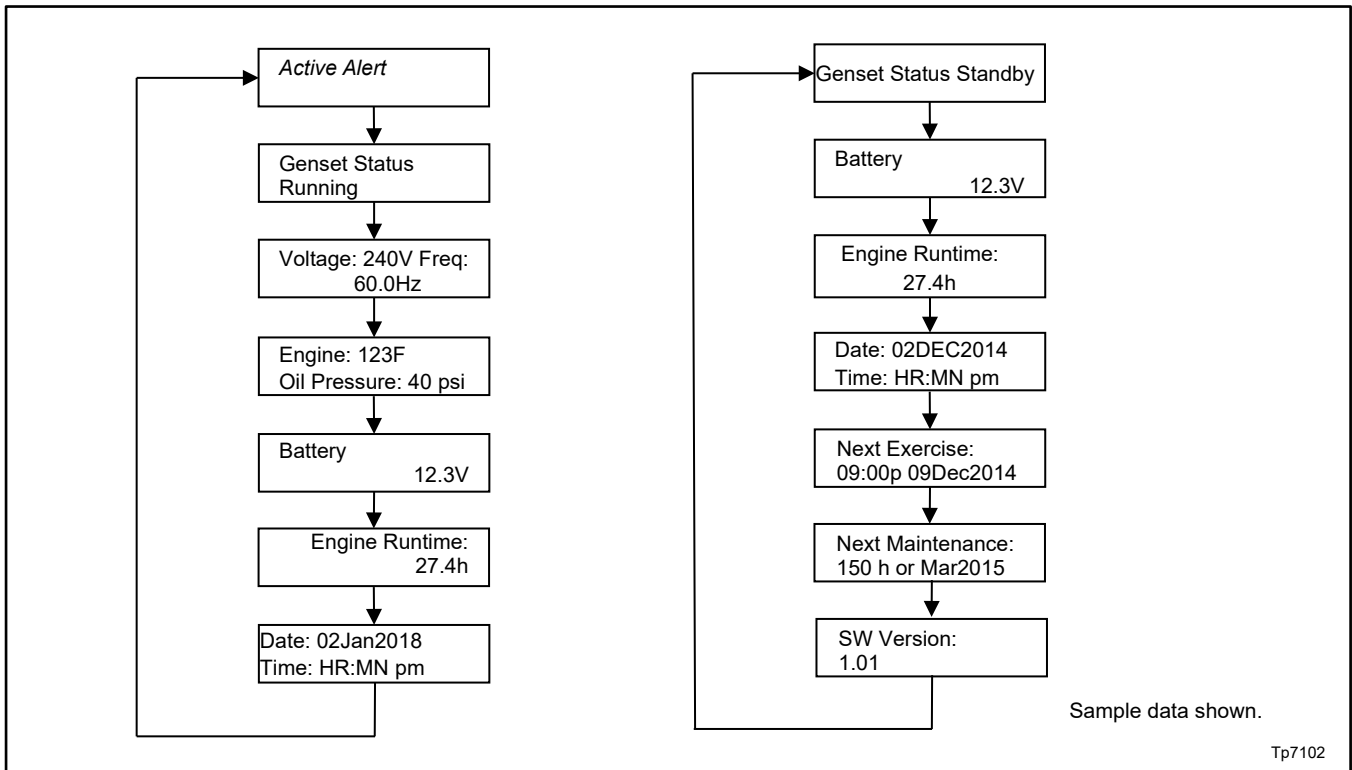 Active Alert
Genset Status
Running
Voltage: 240V Freq:
60.0Hz
Engine: 123F
Oil Pressure: 40 psi
Battery
12.3V
Engine Runtime:
27.4h
Date: 02Jan2018
Time: HR:MN pm
Genset Status Standby
Battery
12.3V
Engine Runtime:
27.4h
Date: 02DEC2014
Time: HR:MN pm
Next Exercise:
09:00p 09Dec2014
Next Maintenance:
150 h or Mar2015
SW Version:
1.01
Sample data shown.
Tp7102